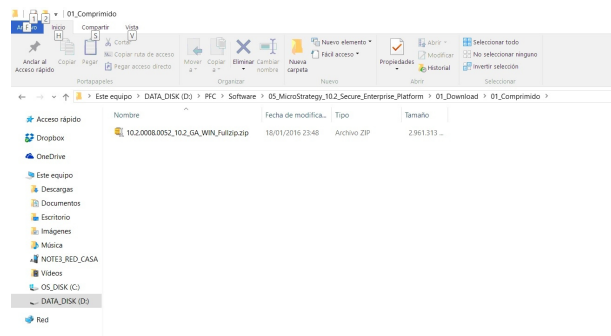 01_Comprimido
1 2
Archivo Inicio Compartir Vista
F H S V
Anclar al Acceso rápido
Copiar
Pegar
Cortar
Copiar ruta de acceso
Pegar acceso directo
Portapapeles
Mover a
Copiar a
Eliminar
Cambiar nombre
Organizar
Nueva carpeta
Nuevo elemento
Fácil acceso
Nuevo
Propiedades
Abrir
Modificar
Historial
Abrir
Seleccionar todo
No seleccionar ninguno
Invertir selección
Seleccionar
Este equipo > DATA_DISK (D:) > PFC > Software > 05_MicroStrategy_10.2_Secure_Enterprise_Platform > 01_Download > 01_Comprimido >
Nombre Fecha de modifica... Tipo Tamaño
10.2.0008.0052_10.2_GA_WIN_Fullzip.zip 18/01/2016 23:48 Archivo ZIP 2.961.313 ...
Acceso rápido
Dropbox
OneDrive
Este equipo
Descargas
Documentos
Escritorio
Imágenes
Música
NOTE3_RED_CASA
Vídeos
OS_DISK (C:)
DATA_DISK (D:)
Red